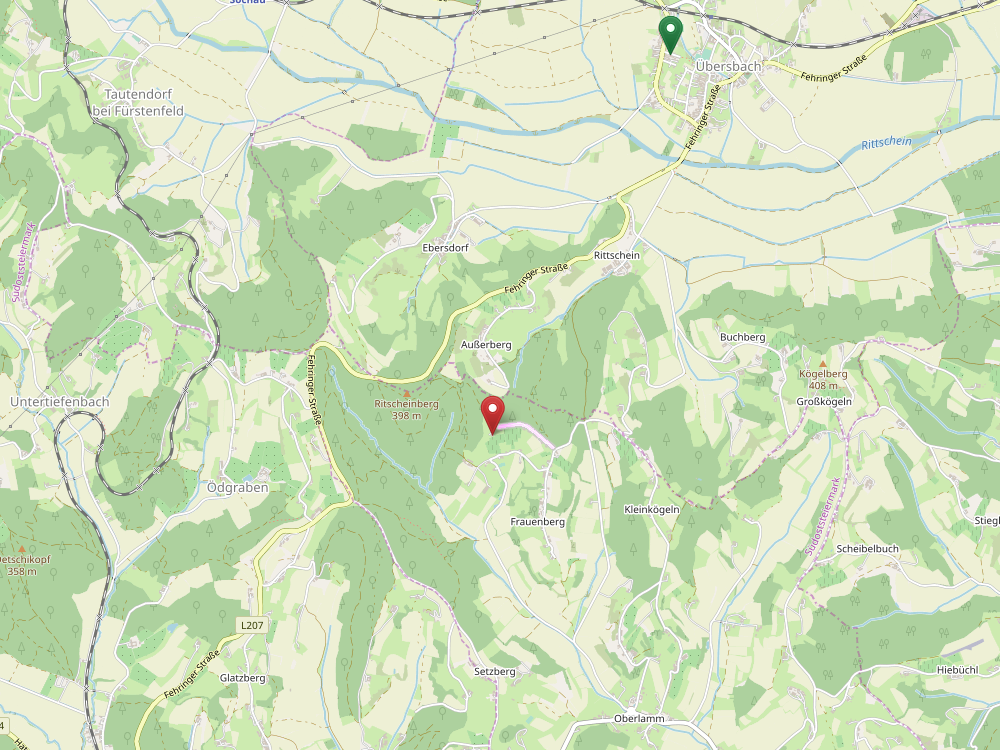 Söchau
Übersbach
Fehringer Straße
Tautendorf
bei Fürstenfeld
Fehringer Straße
Rittschein
Südoststeiermark
Ebersdorf
Rittschein
Fehringer Straße
Außerberg
Buchberg
Kögelberg
408 m
Großkögeln
Untertiefenbach
Fehringer Straße
Ritscheinberg
398 m
Ödgraben
Kleinkögeln
Frauenberg
Südoststeiermark
Scheibelbuch
358 m
L207
Fehringer Straße
Glatzberg
Setzberg
Hiebüchl
Oberlamm